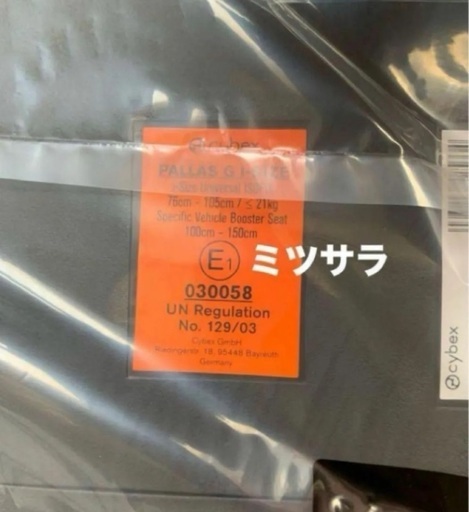 cybex
PALLAS G I-SIZE
i-Size Universal ISOFIX
76cm - 105cm / ≤ 21kg
Specific Vehicle Booster Seat
100cm - 150cm
E1
ミツサラ
030058
UN Regulation
No. 129/03
Cybex GmbH
Riedingerstr. 18, 95448 Bayreuth
Germany
cybex